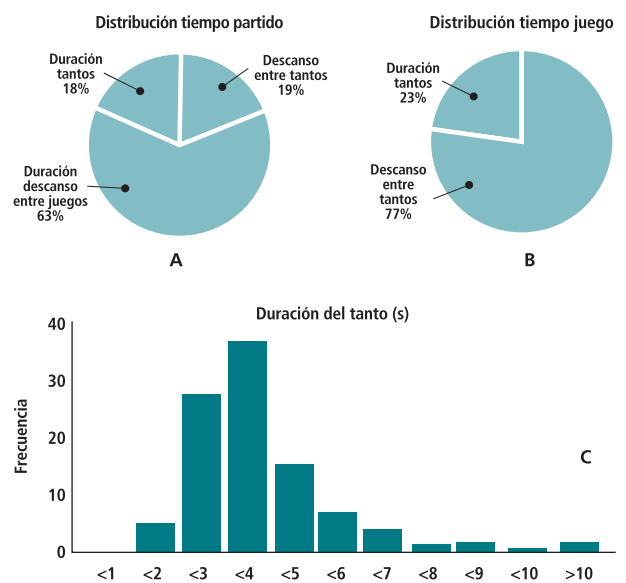 Distribución tiempo partido
Duración
tantos
18%
Descanso
entre tantos
19%
Duración
descanso
entre juegos
63%
A
Distribución tiempo juego
Duración
tantos
23%
Descanso
entre
tantos
77%
B
Duración del tanto (s)
Frecuencia
40
30
20
10
0
C
<1 <2 <3 <4 <5 <6 <7 <8 <9 <10 >10